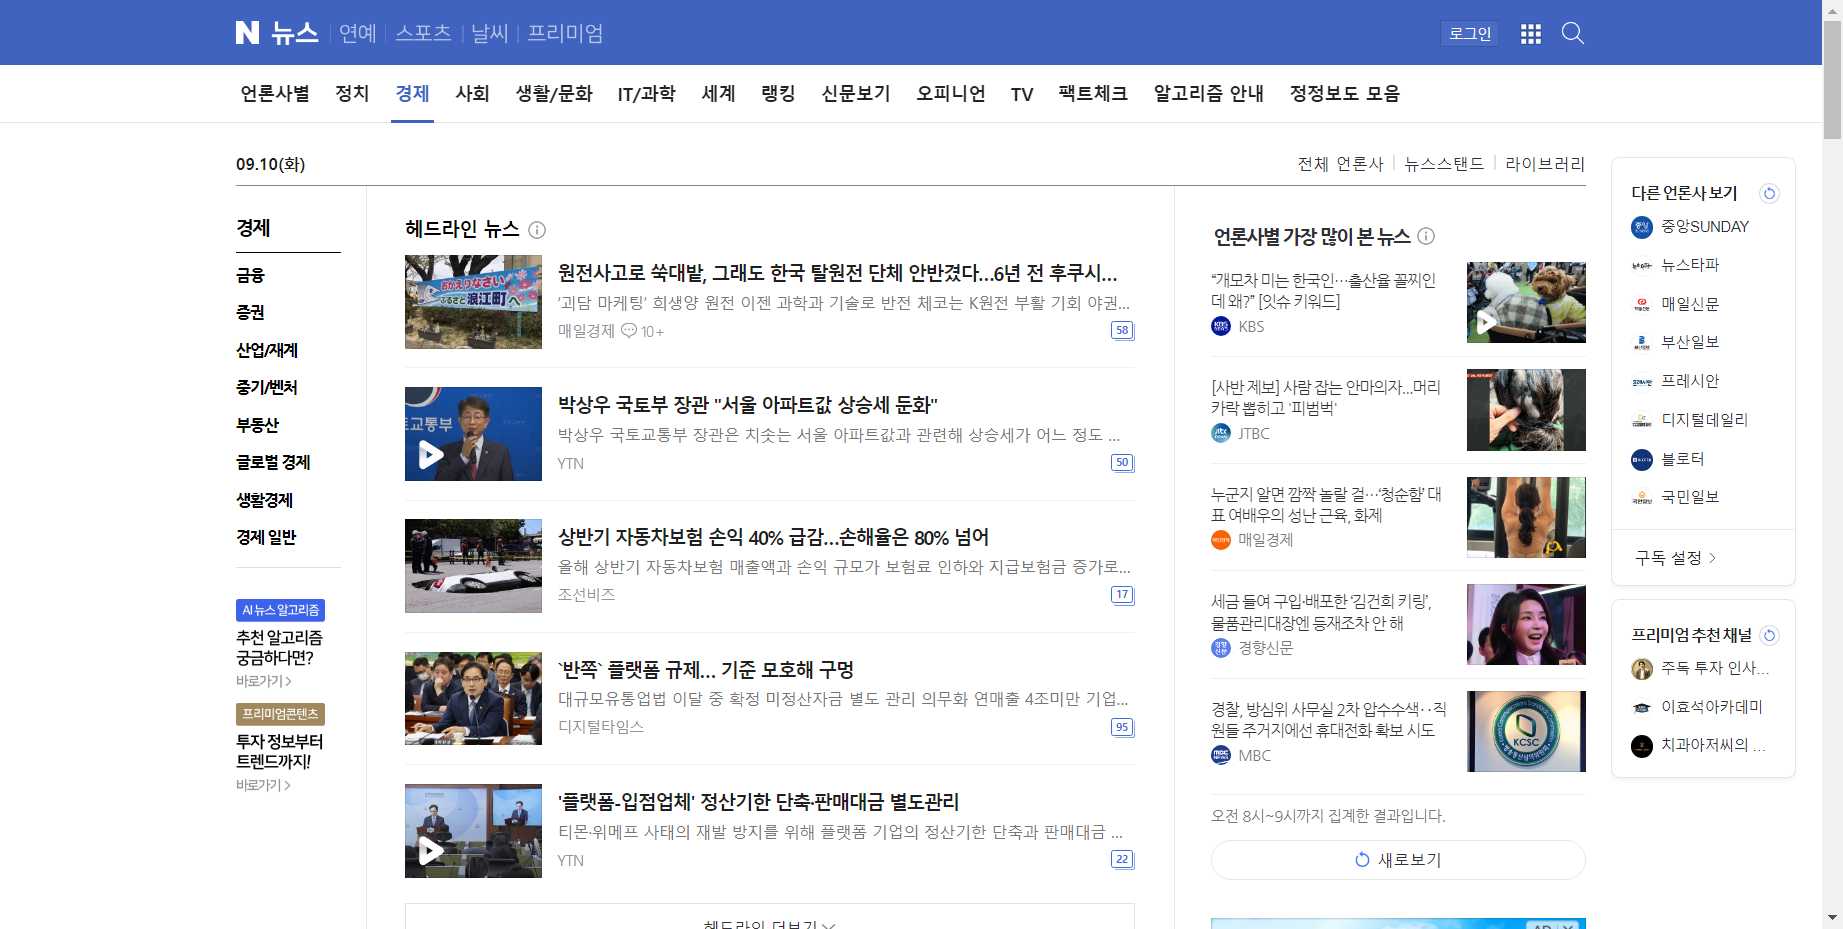 N 뉴스 연예 스포츠 날씨 프리미엄
로그인
언론사별 정치 경제 사회 생활/문화 IT/과학 세계 랭킹 신문보기 오피니언 TV 팩트체크 알고리즘 안내 정정보도 모음
09.10(화)
전체 언론사 뉴스스탠드 라이브러리
경제
금융
증권
산업/재계
중기/벤처
부동산
글로벌 경제
생활경제
경제 일반
AI 뉴스 알고리즘
추천 알고리즘
궁금하다면?
바로가기 >
프리미엄콘텐츠
투자 정보부터
트렌드까지!
바로가기 >
헤드라인 뉴스
おかえりなさい
ふるさと浪江町へ
원전사고로 쑥대밭, 그래도 한국 탈원전 단체 안반겼다…6년 전 후쿠시...
'괴담 마케팅' 희생양 원전 이젠 과학과 기술로 반전 체코는 K원전 부활 기회 야권...
매일경제 10+
58
토교통부
박상우 국토부 장관 "서울 아파트값 상승세 둔화"
박상우 국토교통부 장관은 치솟는 서울 아파트값과 관련해 상승세가 어느 정도 ...
YTN
50
상반기 자동차보험 손익 40% 급감…손해율은 80% 넘어
올해 상반기 자동차보험 매출액과 손익 규모가 보험료 인하와 지급보험금 증가로...
조선비즈
17
`반쪽` 플랫폼 규제… 기준 모호해 구멍
대규모유통업법 이달 중 확정 미정산자금 별도 관리 의무화 연매출 4조미만 기업...
디지털타임스
95
'플랫폼-입점업체' 정산기한 단축·판매대금 별도관리
티몬·위메프 사태의 재발 방지를 위해 플랫폼 기업의 정산기한 단축과 판매대금 ...
YTN
22
헤드라인 더보기
언론사별 가장 많이 본 뉴스
“개모차 미는 한국인…출산율 꼴찌인
데 왜?” [잇슈 키워드]
KBS
[사반 제보] 사람 잡는 안마의자…머리
카락 뽑히고 '피범벅'
JTBC
누군지 알면 깜짝 놀랄 걸…‘청순함’ 대
표 여배우의 성난 근육, 화제
매일경제
세금 들여 구입·배포한 ‘김건희 키링’,
물품관리대장엔 등재조차 안 해
경향신문
경찰, 방심위 사무실 2차 압수수색‥직
원들 주거지에선 휴대전화 확보 시도
MBC
KCSC
오전 8시~9시까지 집계한 결과입니다.
새로보기
AD X
다른 언론사 보기
중앙SUNDAY
뉴스타파
매일신문
부산일보
프레시안
디지털데일리
블로터
국민일보
구독 설정 >
프리미엄 추천 채널
주독 투자 인사...
이효석아카데미
치과아저씨의 ...